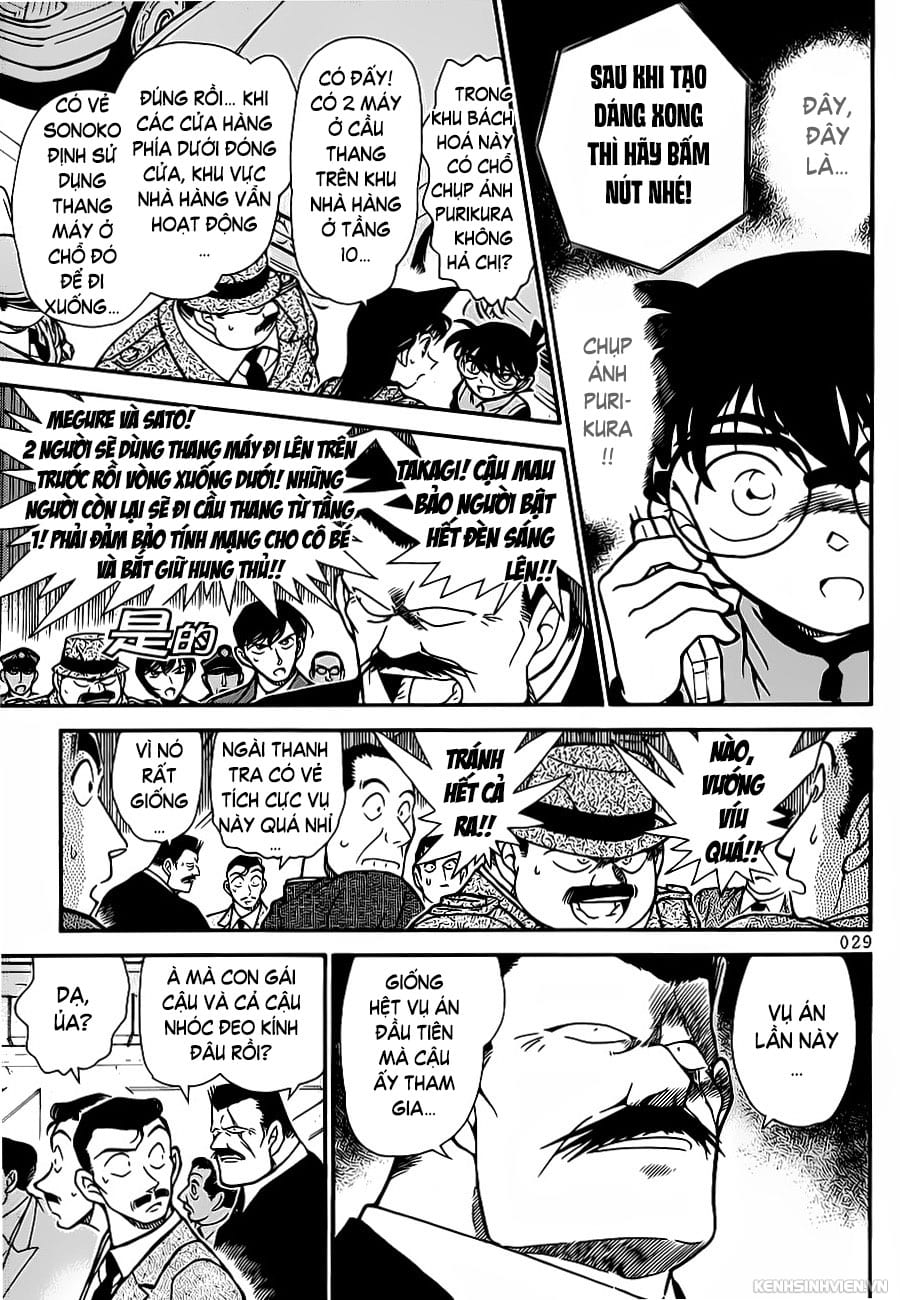 ĐÂY,
ĐÂY
LÀ...
SAU KHI TẠO
DÁNG XONG
THÌ HÃY BẤM
NÚT NHÉ!
CHỤP
ẢNH
PURI-
KURA
!!
TRONG
KHU BÁCH
HOÁ NÀY
CÓ CHỖ
CHỤP ẢNH
PURIKURA
KHÔNG
HẢ CHỊ?
CÓ ĐẤY!
CÓ 2 MÁY
Ở CẦU
THANG
TRÊN KHU
NHÀ HÀNG
Ở TẦNG
10...
ĐÚNG RỒI... KHI
CÁC CỬA HÀNG
PHÍA DƯỚI ĐÓNG
CỬA, KHU VỰC
NHÀ HÀNG VẨN
HOẠT ĐỘNG
...
CÓ VẺ
SONOKO
ĐỊNH SỬ
DỤNG
THANG
MÁY Ở
CHỔ ĐÓ
ĐỂ ĐI
XUỐNG...
TAKAGI! CẬU MAU
BẢO NGƯỜI BẬT
HẾT ĐÈN SÁNG
LÊN!!
MEGURE VÀ SATO!
2 NGƯỜI SẼ DÙNG THANG MÁY ĐI LÊN TRÊN
TRƯỚC RỒI VÒNG XUỐNG DƯỚI! NHỮNG
NGƯỜI CÒN LẠI SẼ ĐI CẦU THANG TỪ TẦNG
1! PHẢI ĐẢM BẢO TÍNH MẠNG CHO CÔ BÉ
VÀ BẮT GIỮ HUNG THỦ!!
是的
NÀO,
VƯỚNG
VÍU
QUÁ!!
TRÁNH
HẾT CẢ
RA!!
NGÀI THANH
TRA CÓ VẺ
TÍCH CỰC VỤ
NÀY QUÁ NHỈ
...
VÌ NÓ
RẤT
GIỐNG
...
029
VỤ ÁN
LẦN NÀY
...
GIỐNG
HỆT VỤ ÁN
ĐẦU TIÊN
MÀ CẬU
ẤY THAM
GIA...
À MÀ CON GÁI
CẬU VÀ CẢ CẬU
NHÓC ĐEO KÍNH
ĐÂU RỒI?
DẠ,
ỦA?
KENHSINHVIEN.VN